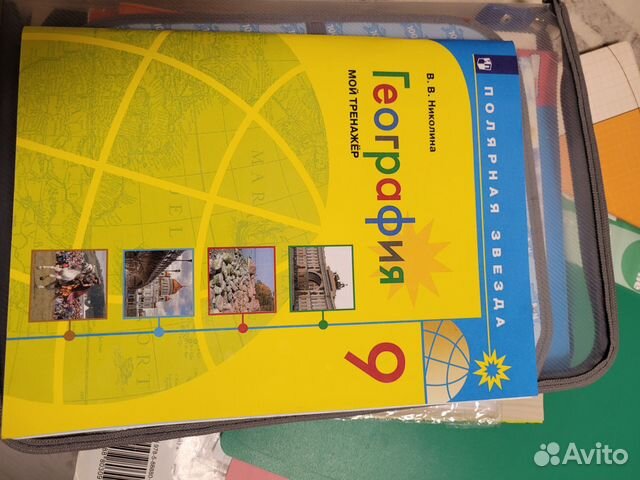 ПОЛЯРНАЯ ЗВЕЗДА
В. В. Николина
География
МОЙ ТРЕНАЖЁР
9
Avito